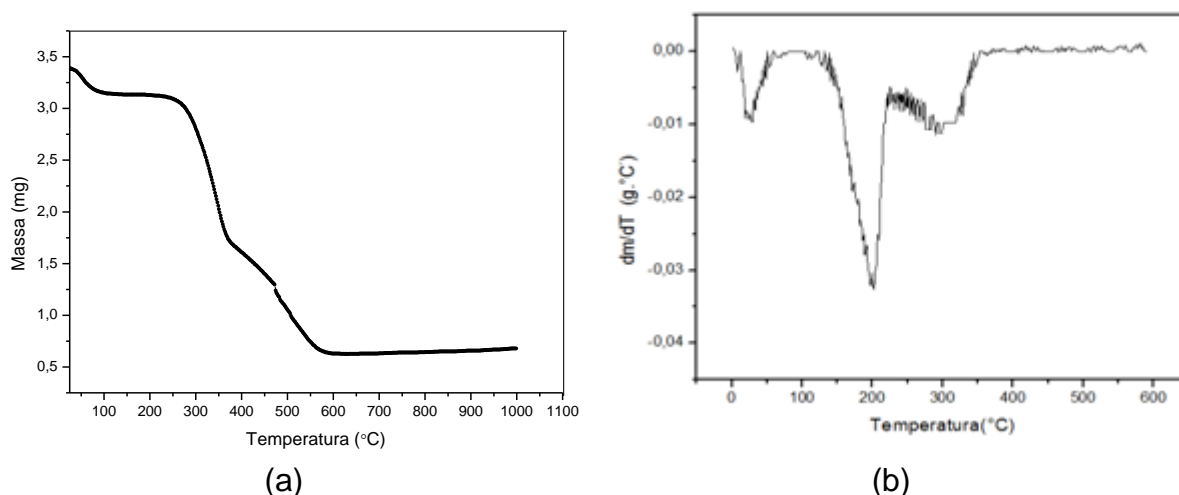 3,5
3,0
2,5
2,0
1,5
1,0
0,5
Massa (mg)
100 200 300 400 500 600 700 800 900 1000 1100
Temperatura (°C)
(a)
0,00
-0,01
-0,02
-0,03
-0,04
dm/dT (g.°C)
0 100 200 300 400 500 600
Temperatura(°C)
(b)